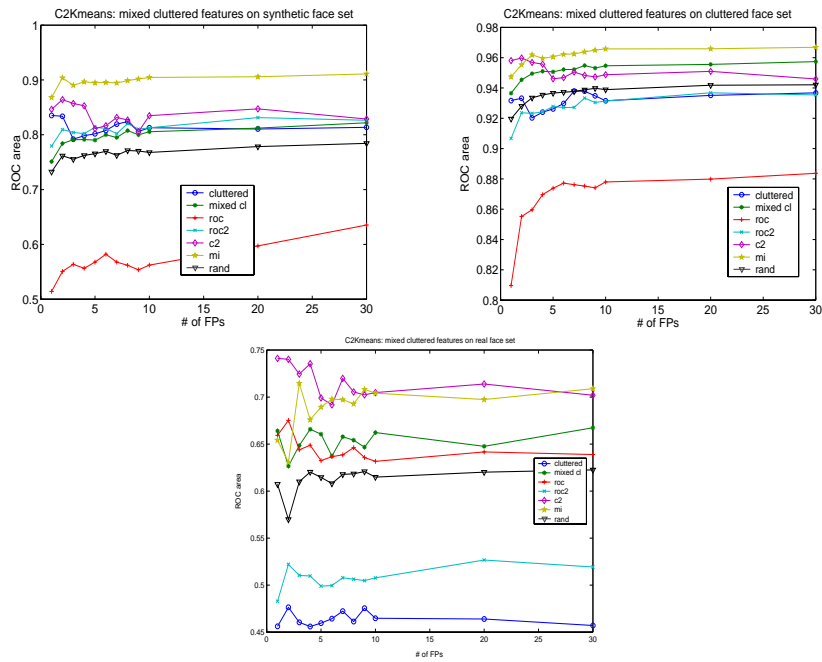 C2Kmeans: mixed cluttered features on synthetic face set
1
0.9
0.8
0.7
0.6
0.5
ROC area
0 5 10 15 20 25 30
# of FPs
cluttered
mixed cl
roc
roc2
c2
mi
rand
C2Kmeans: mixed cluttered features on cluttered face set
0.98
0.96
0.94
0.92
0.9
0.88
0.86
0.84
0.82
0.8
ROC area
0 5 10 15 20 25 30
# of FPs
cluttered
mixed cl
roc
roc2
c2
mi
rand
C2Kmeans: mixed cluttered features on real face set
0.75
0.7
0.65
0.6
0.55
0.5
0.45
ROC area
0 5 10 15 20 25 30
# of FPs
cluttered
mixed cl
roc
roc2
c2
mi
rand